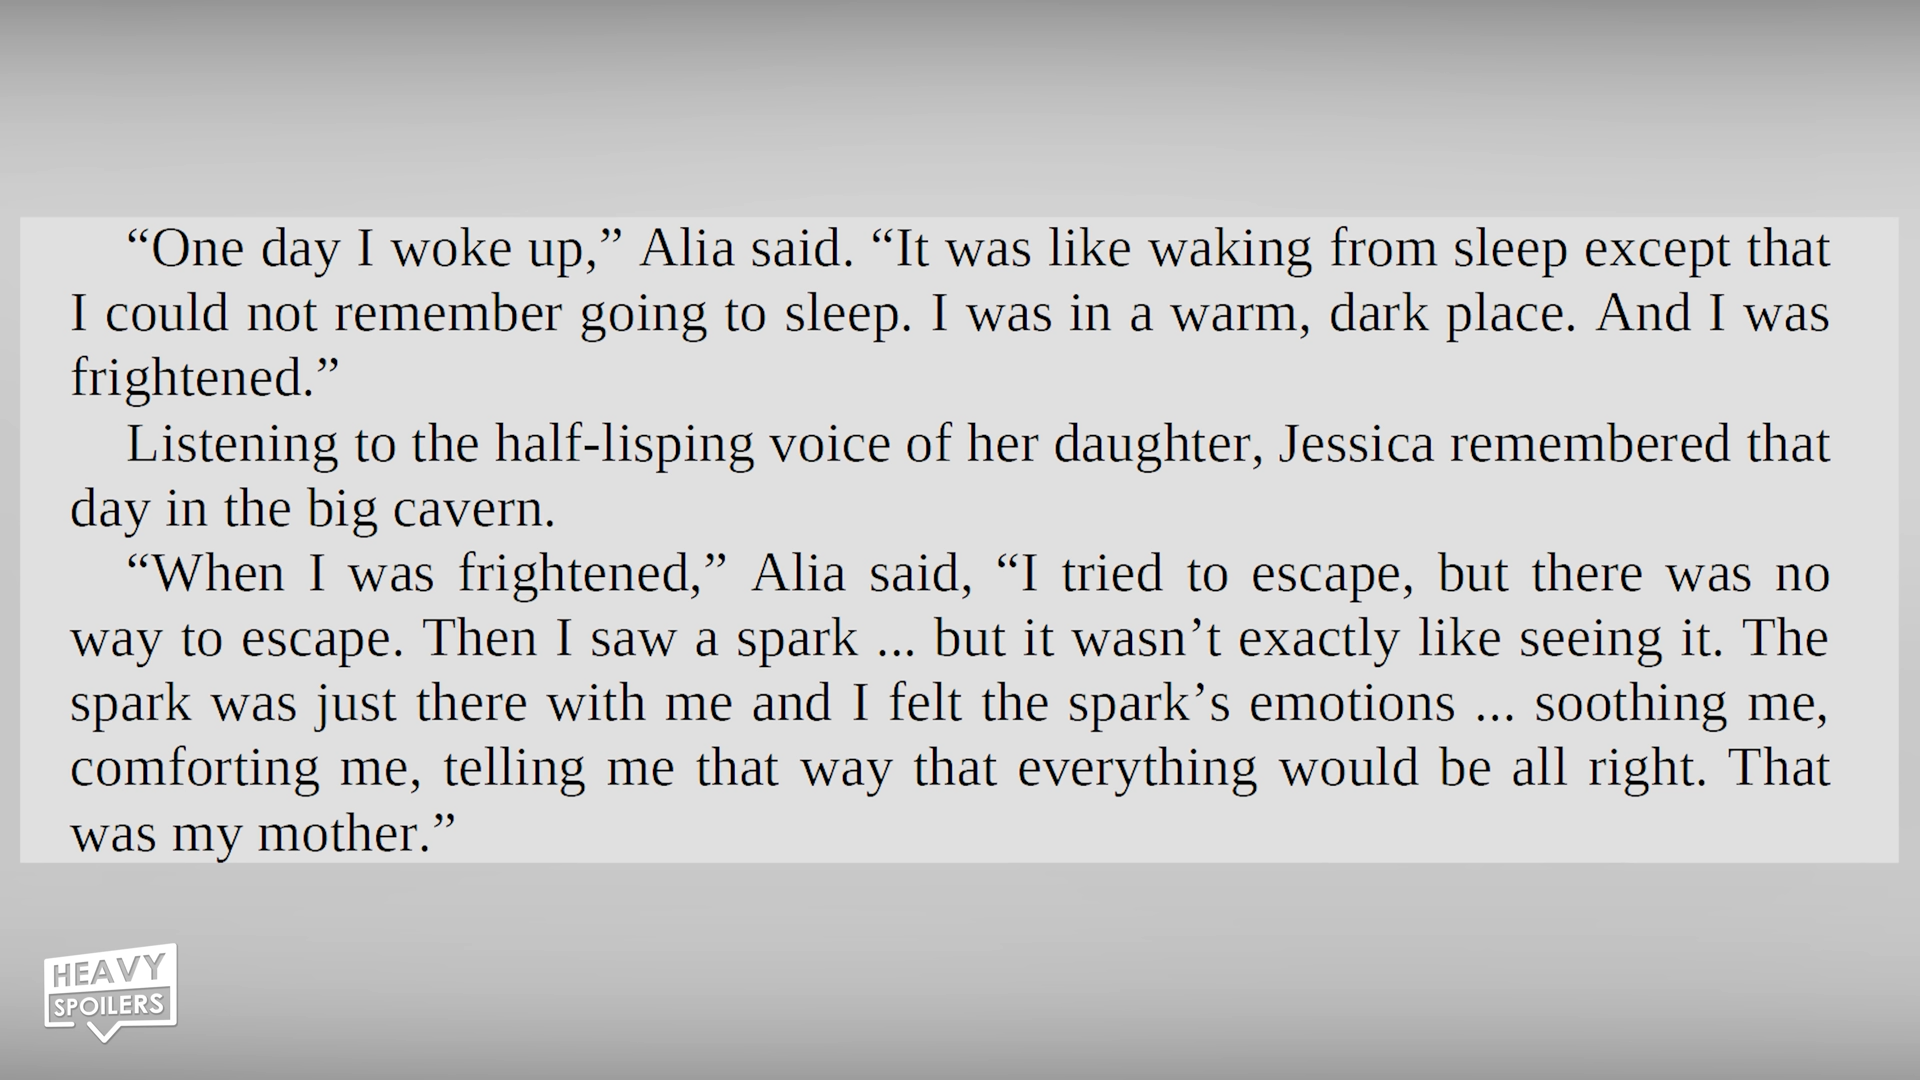 “One day I woke up,” Alia said. “It was like waking from sleep except that
I could not remember going to sleep. I was in a warm, dark place. And I was
frightened.”
Listening to the half-lisping voice of her daughter, Jessica remembered that
day in the big cavern.
“When I was frightened,” Alia said, “I tried to escape, but there was no
way to escape. Then I saw a spark ... but it wasn’t exactly like seeing it. The
spark was just there with me and I felt the spark’s emotions ... soothing me,
comforting me, telling me that way that everything would be all right. That
was my mother.”
HEAVY
SPOILERS